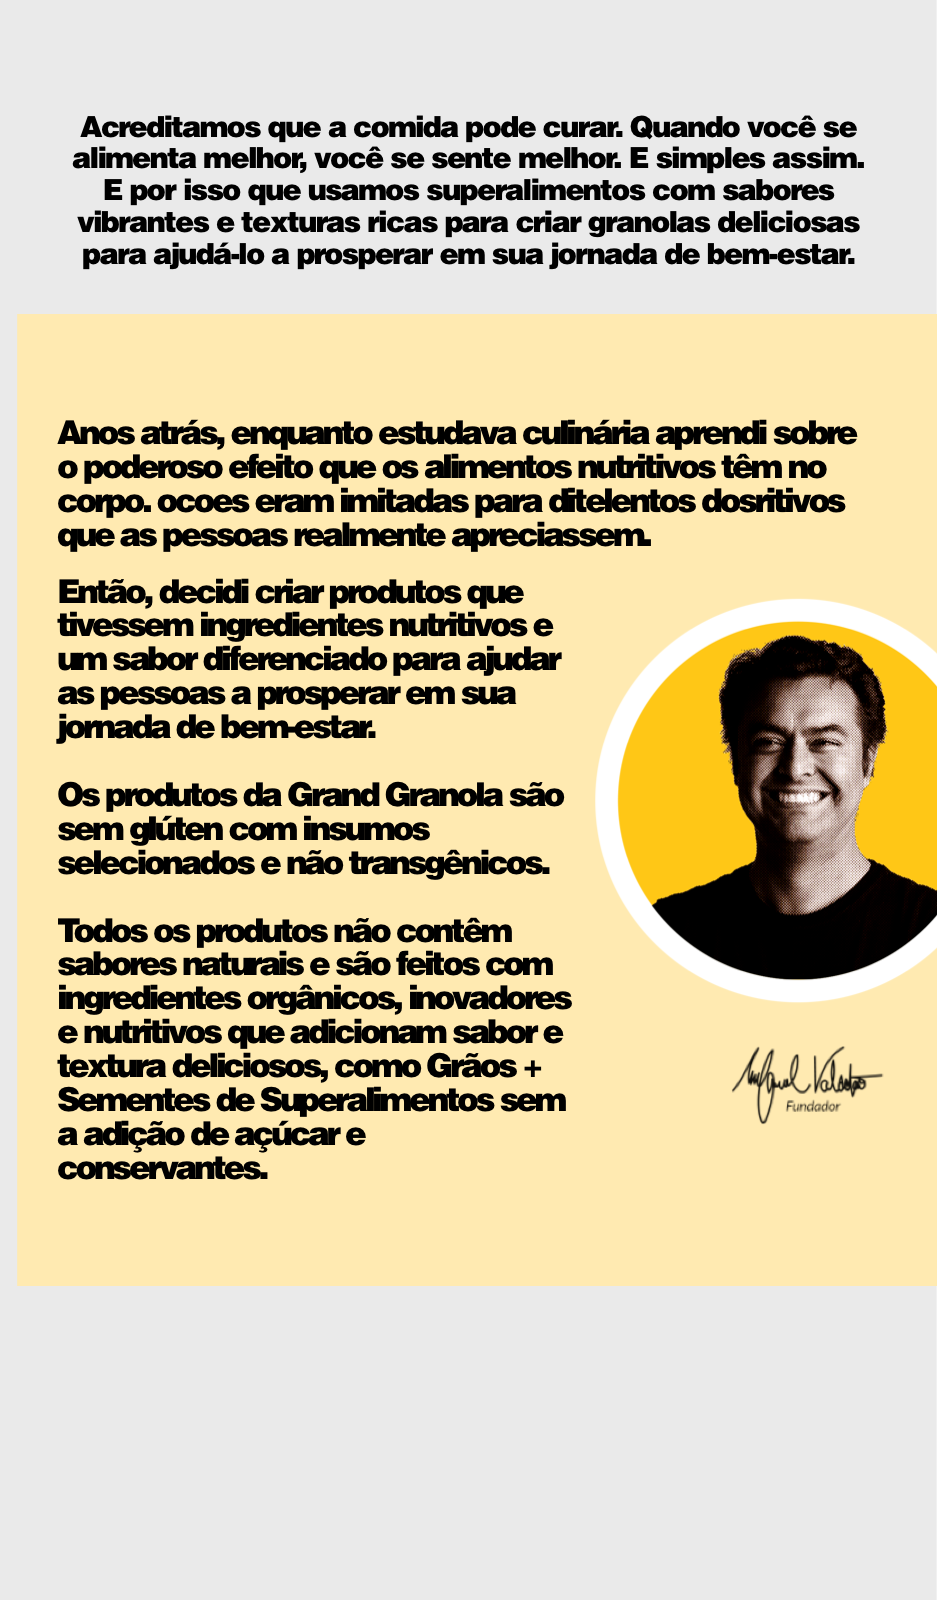 Acreditamos que a comida pode curar. Quando você se
alimenta melhor, você se sente melhor. E simples assim.
E por isso que usamos superalimentos com sabores
vibrantes e texturas ricas para criar granolas deliciosas
para ajudá-lo a prosperar em sua jornada de bem-estar.
Anos atrás, enquanto estudava culinária aprendi sobre
o poderoso efeito que os alimentos nutritivos têm no
corpo. ocoes eram imitadas para ditelentos dosritivos
que as pessoas realmente apreciassem.
Então, decidi criar produtos que
tivessem ingredientes nutritivos e
um sabor diferenciado para ajudar
as pessoas a prosperar em sua
jornada de bem-estar.
Os produtos da Grand Granola são
sem glúten com insumos
selecionados e não transgênicos.
Todos os produtos não contêm
sabores naturais e são feitos com
ingredientes orgânicos, inovadores
e nutritivos que adicionam sabor e
textura deliciosos, como Grãos +
Sementes de Superalimentos sem
a adição de açúcar e
conservantes.
Fundador